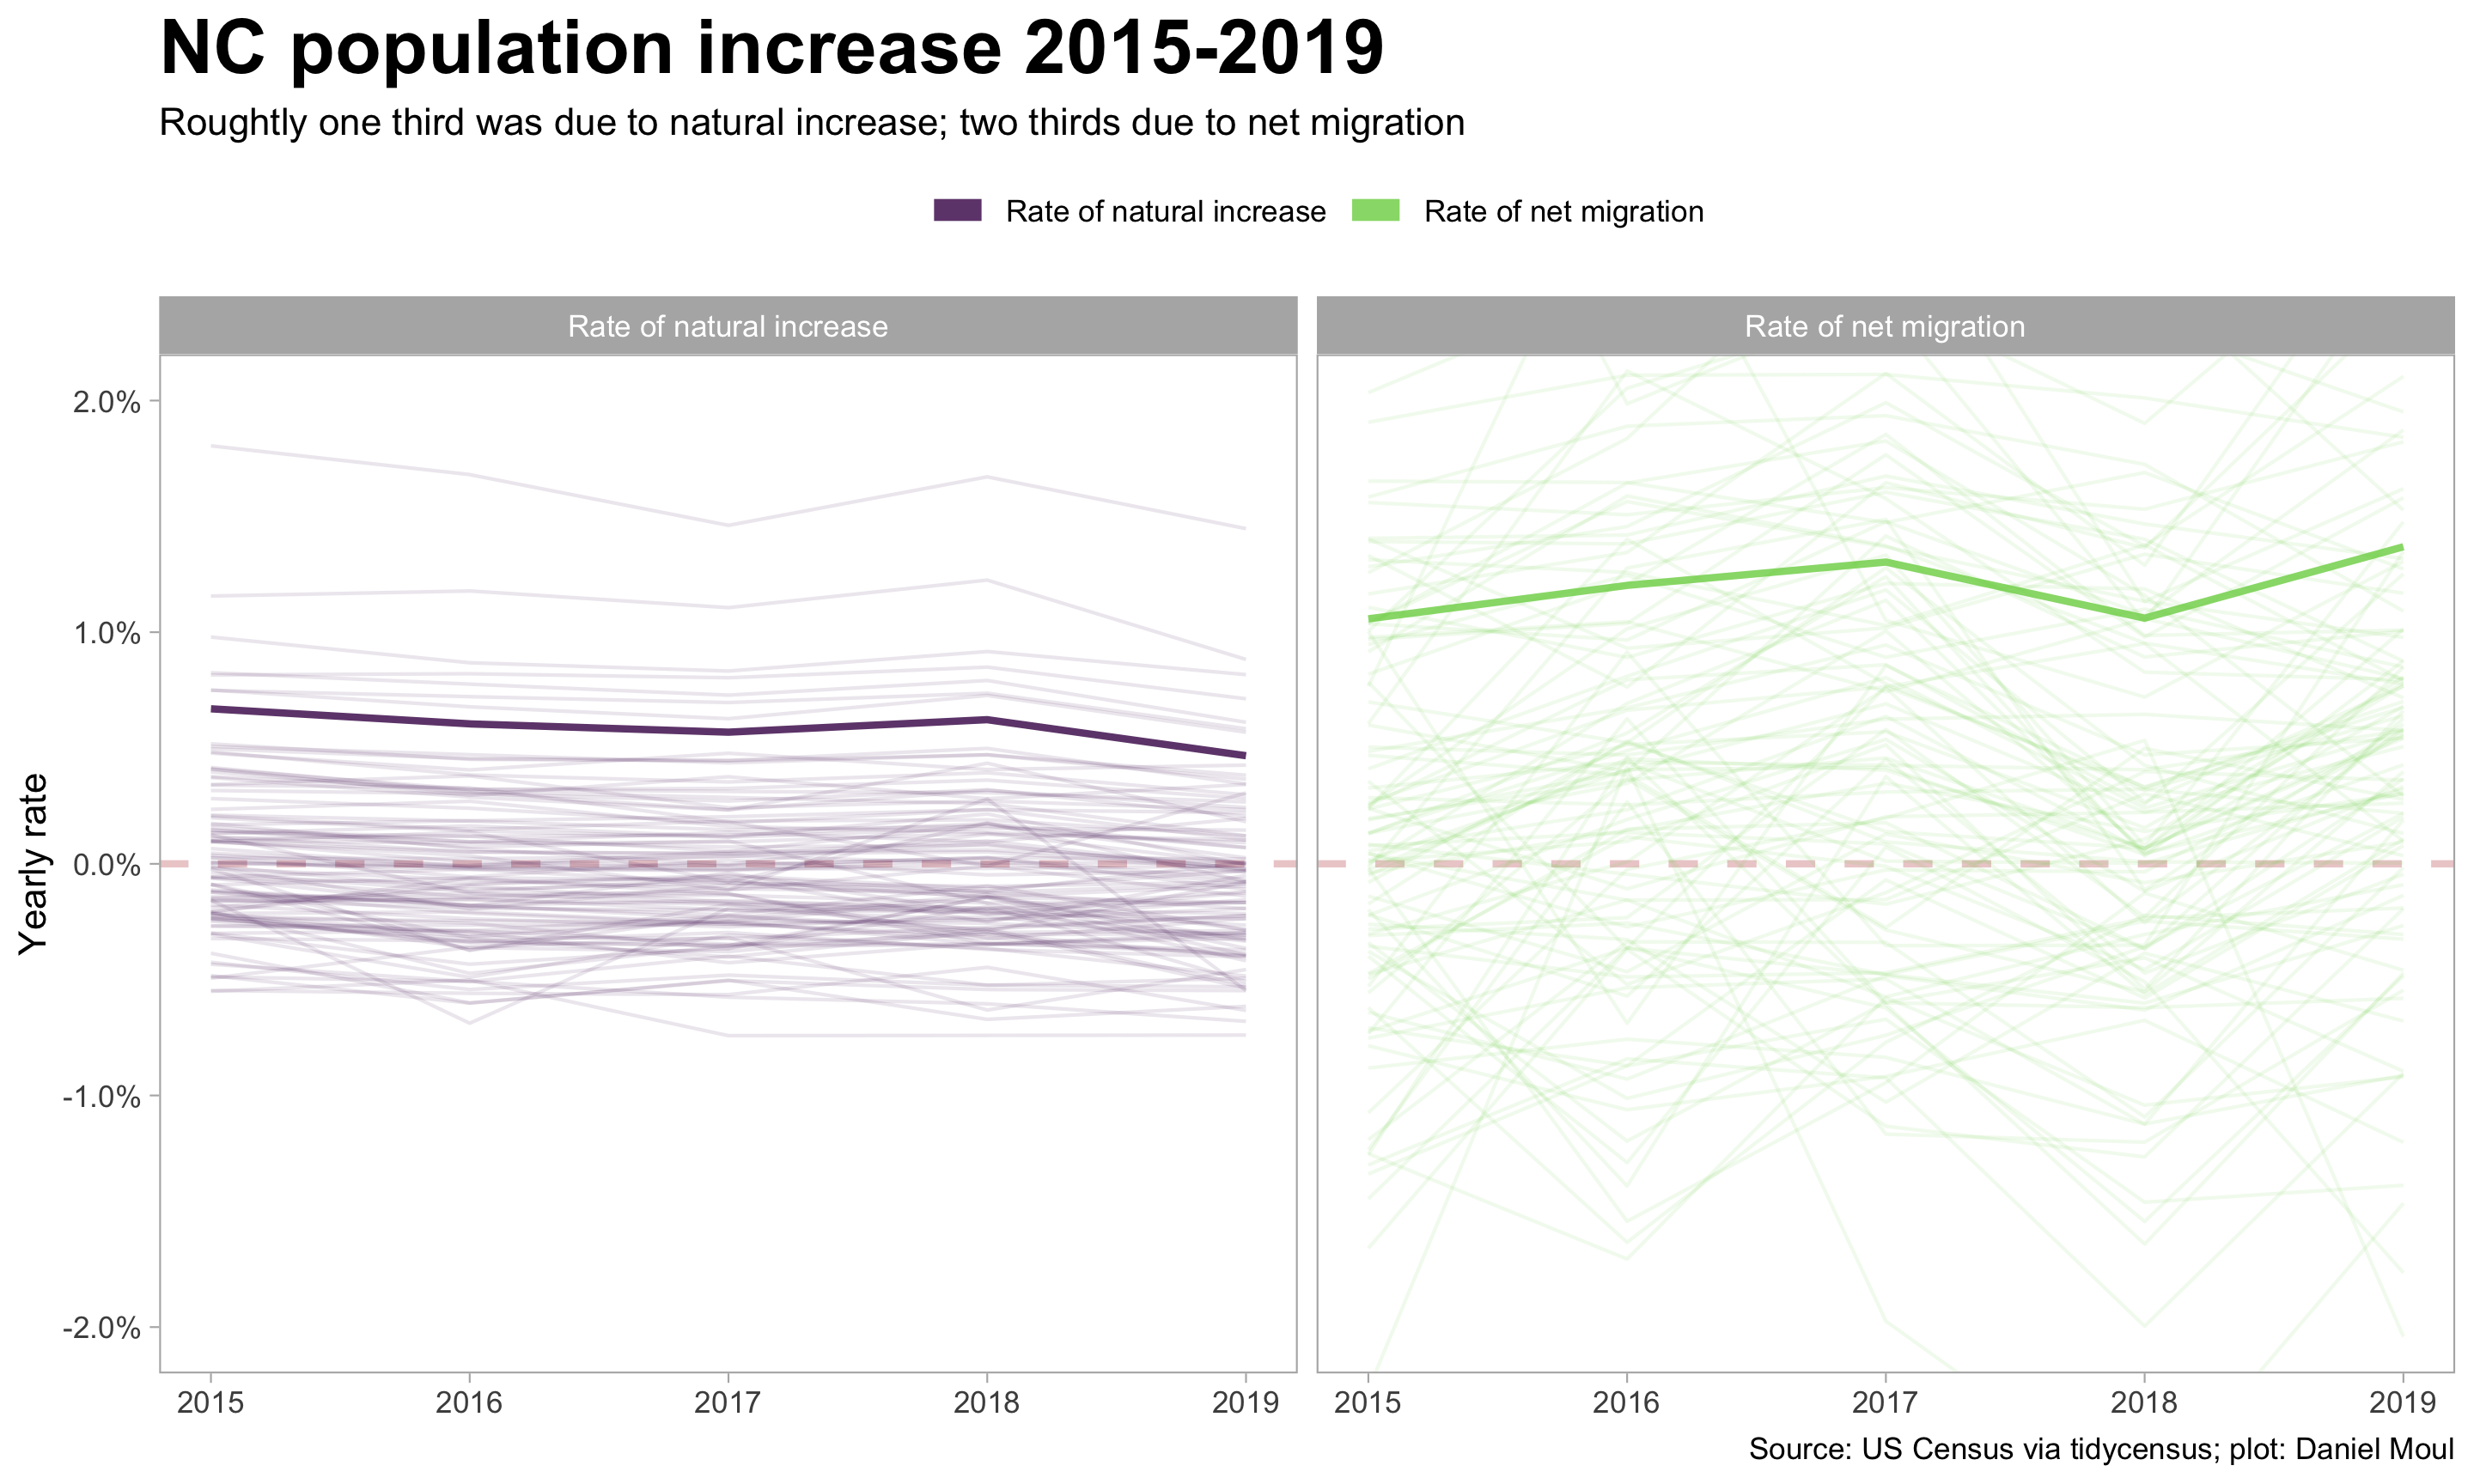 NC population increase 2015-2019
Roughtly one third was due to natural increase; two thirds due to net migration
Rate of natural increase
Rate of net migration
Rate of natural increase
Rate of net migration
Yearly rate
2.0%
1.0%
0.0%
-1.0%
-2.0%
2015 2016 2017 2018 2019
2015 2016 2017 2018 2019
Source: US Census via tidycensus; plot: Daniel Moul